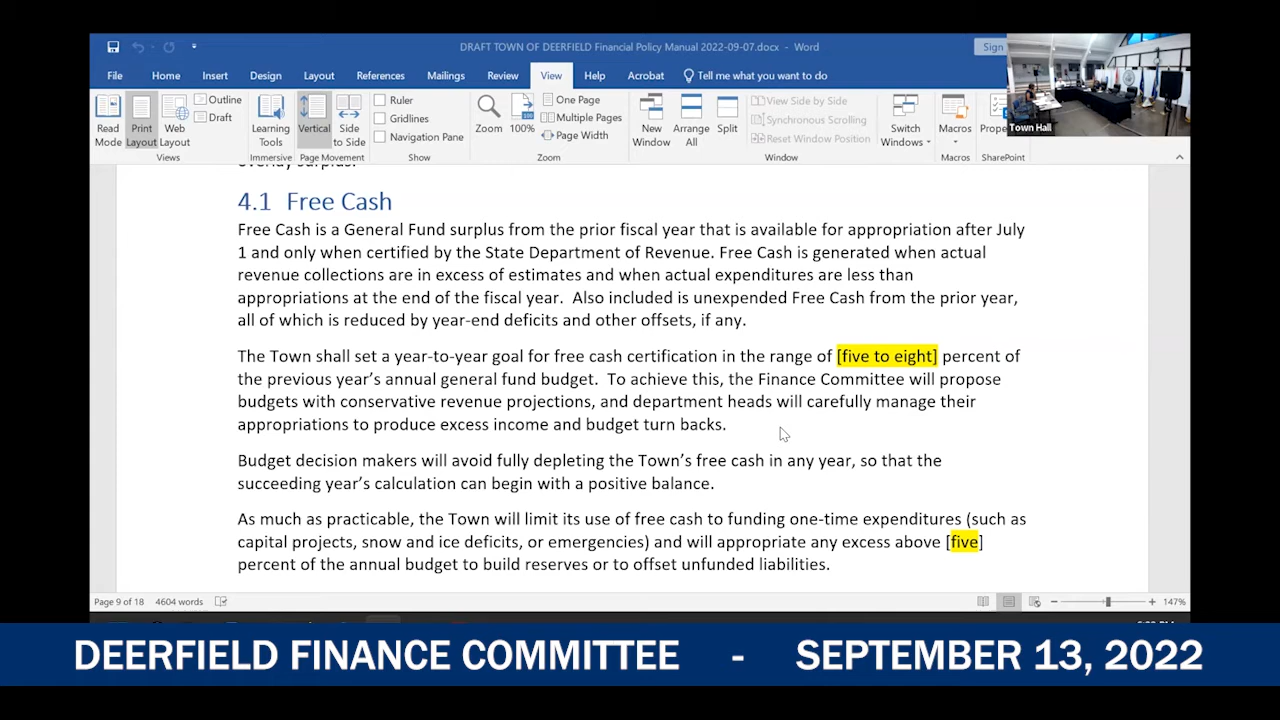 DRAFT TOWN OF DEERFIELD Financial Policy Manual 2022-09-07.docx - Word
Sign
File Home Insert Design Layout References Mailings Review View Help Acrobat Tell me what you want to do
Read Mode
Print Layout
Web Layout
Outline
Draft
Views
Learning Tools
Immersive
Vertical
Side to Side
Page Movement
Ruler
Gridlines
Navigation Pane
Show
Zoom
100%
One Page
Multiple Pages
Page Width
Zoom
New Window
Arrange All
Split
View Side by Side
Synchronous Scrolling
Reset Window Position
Window
Switch Windows
Macros
Macros
Prope
SharePoint
Town Hall
overlay surplus.
4.1 Free Cash
Free Cash is a General Fund surplus from the prior fiscal year that is available for appropriation after July
1 and only when certified by the State Department of Revenue. Free Cash is generated when actual
revenue collections are in excess of estimates and when actual expenditures are less than
appropriations at the end of the fiscal year. Also included is unexpended Free Cash from the prior year,
all of which is reduced by year-end deficits and other offsets, if any.
The Town shall set a year-to-year goal for free cash certification in the range of [five to eight] percent of
the previous year's annual general fund budget. To achieve this, the Finance Committee will propose
budgets with conservative revenue projections, and department heads will carefully manage their
appropriations to produce excess income and budget turn backs.
Budget decision makers will avoid fully depleting the Town's free cash in any year, so that the
succeeding year's calculation can begin with a positive balance.
As much as practicable, the Town will limit its use of free cash to funding one-time expenditures (such as
capital projects, snow and ice deficits, or emergencies) and will appropriate any excess above [five]
percent of the annual budget to build reserves or to offset unfunded liabilities.
Page 9 of 18 4604 words
147%
DEERFIELD FINANCE COMMITTEE - SEPTEMBER 13, 2022